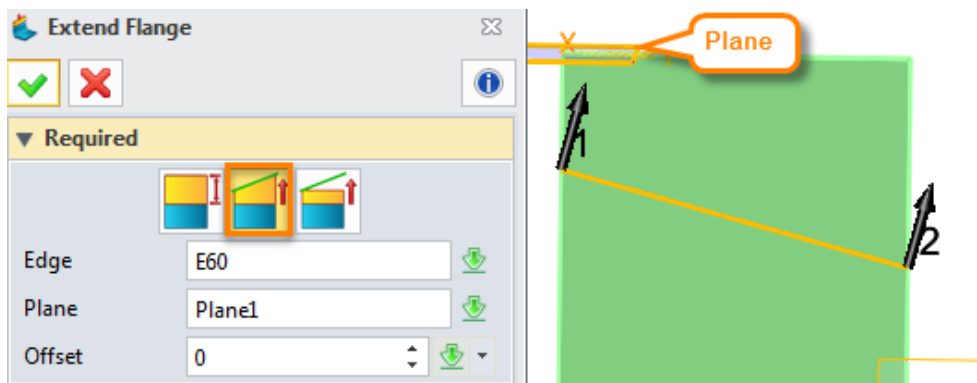 Extend Flange
Required
Edge
E60
Plane
Plane1
Offset
0
X
Plane
1
2